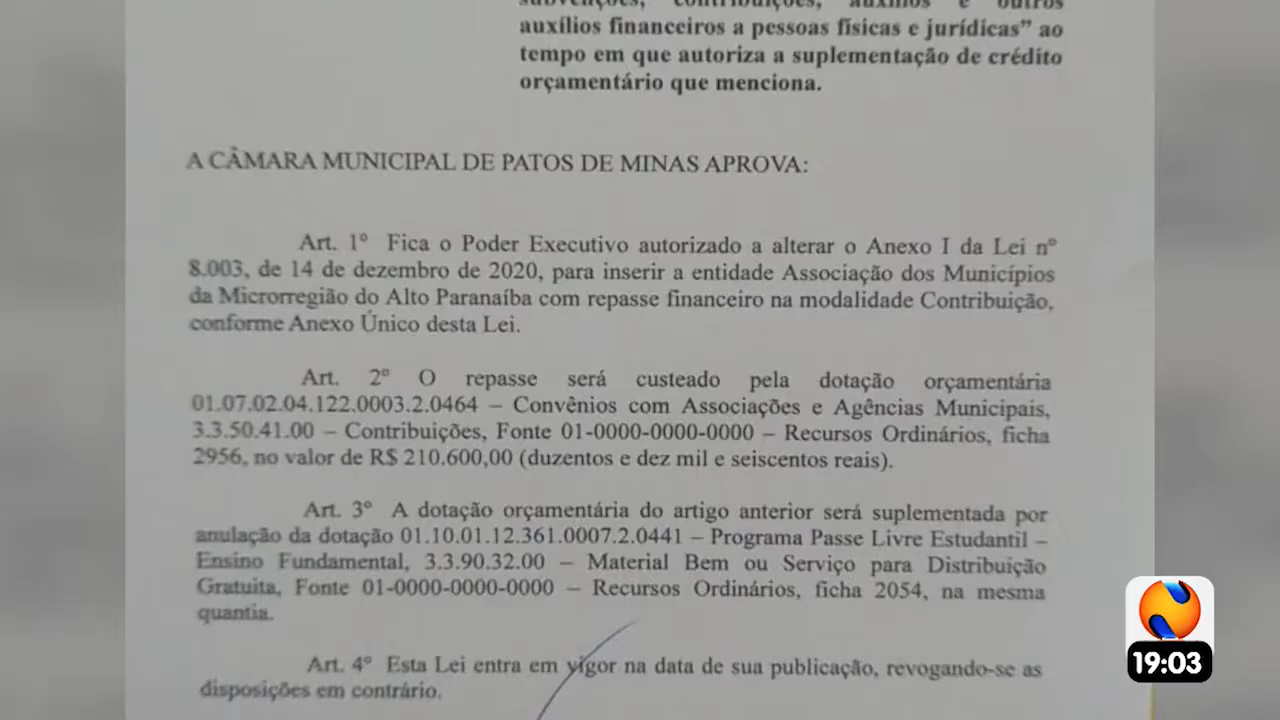 subvenções, contribuições, auxílios e outros
auxílios financeiros a pessoas físicas e jurídicas” ao
tempo em que autoriza a suplementação de crédito
orçamentário que menciona.
A CÂMARA MUNICIPAL DE PATOS DE MINAS APROVA:
Art. 1º Fica o Poder Executivo autorizado a alterar o Anexo I da Lei nº
8.003, de 14 de dezembro de 2020, para inserir a entidade Associação dos Municípios
da Microrregião do Alto Paranaíba com repasse financeiro na modalidade Contribuição,
conforme Anexo Único desta Lei.
Art. 2º O repasse será custeado pela dotação orçamentária
01.07.02.04.122.0003.2.0464 – Convênios com Associações e Agências Municipais,
3.3.50.41.00 – Contribuições, Fonte 01-0000-0000-0000 – Recursos Ordinários, ficha
2956, no valor de R$ 210.600,00 (duzentos e dez mil e seiscentos reais).
Art. 3º A dotação orçamentária do artigo anterior será suplementada por
anulação da dotação 01.10.01.12.361.0007.2.0441 – Programa Passe Livre Estudantil –
Ensino Fundamental, 3.3.90.32.00 – Material Bem ou Serviço para Distribuição
Gratuita, Fonte 01-0000-0000-0000 – Recursos Ordinários, ficha 2054, na mesma
quantia.
Art. 4º Esta Lei entra em vigor na data de sua publicação, revogando-se as
disposições em contrário.
19:03